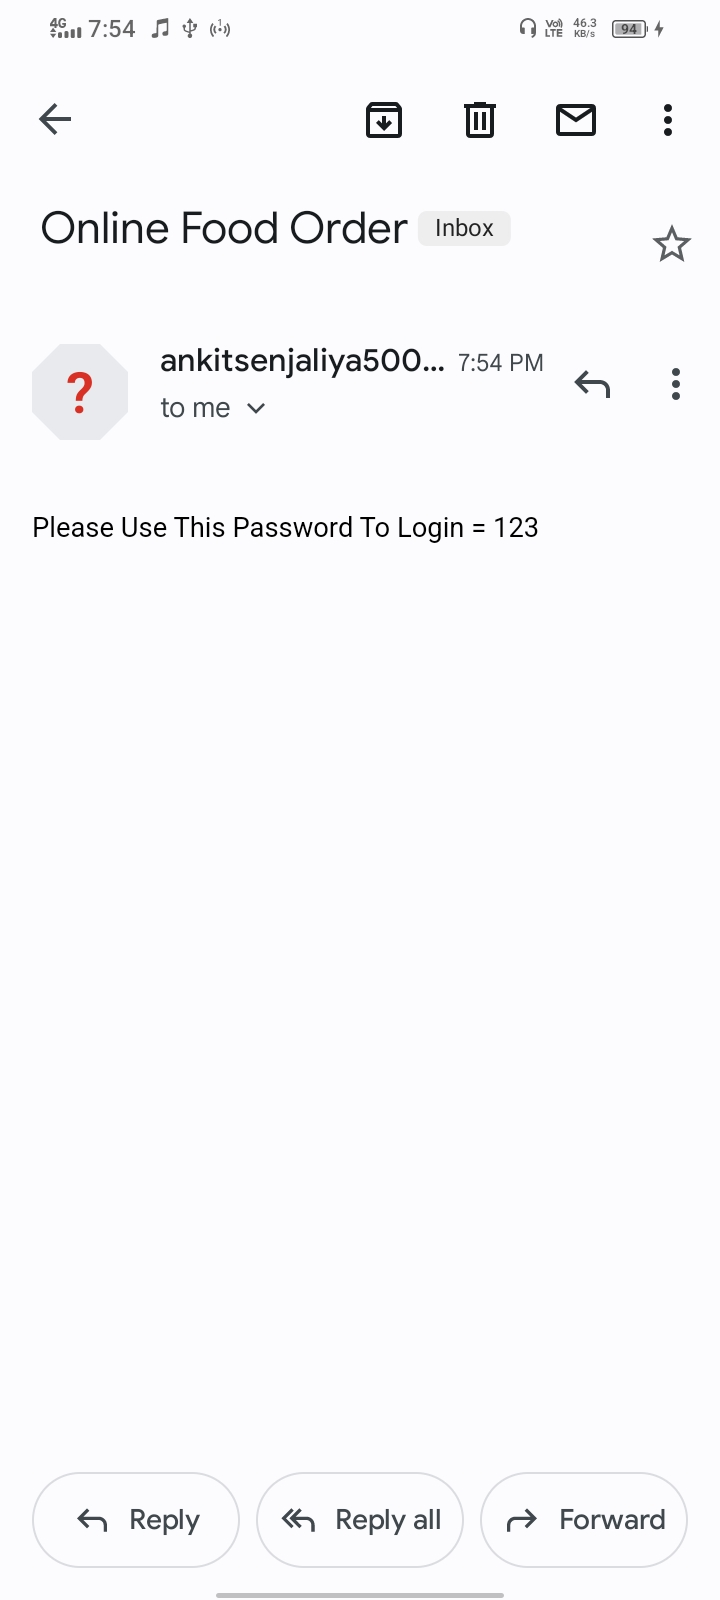 4G 7:54 1 Vo) LTE 46.3 KB/s 94
Online Food Order Inbox
? ankitsenjaliya500... 7:54 PM
to me
Please Use This Password To Login = 123
Reply Reply all Forward